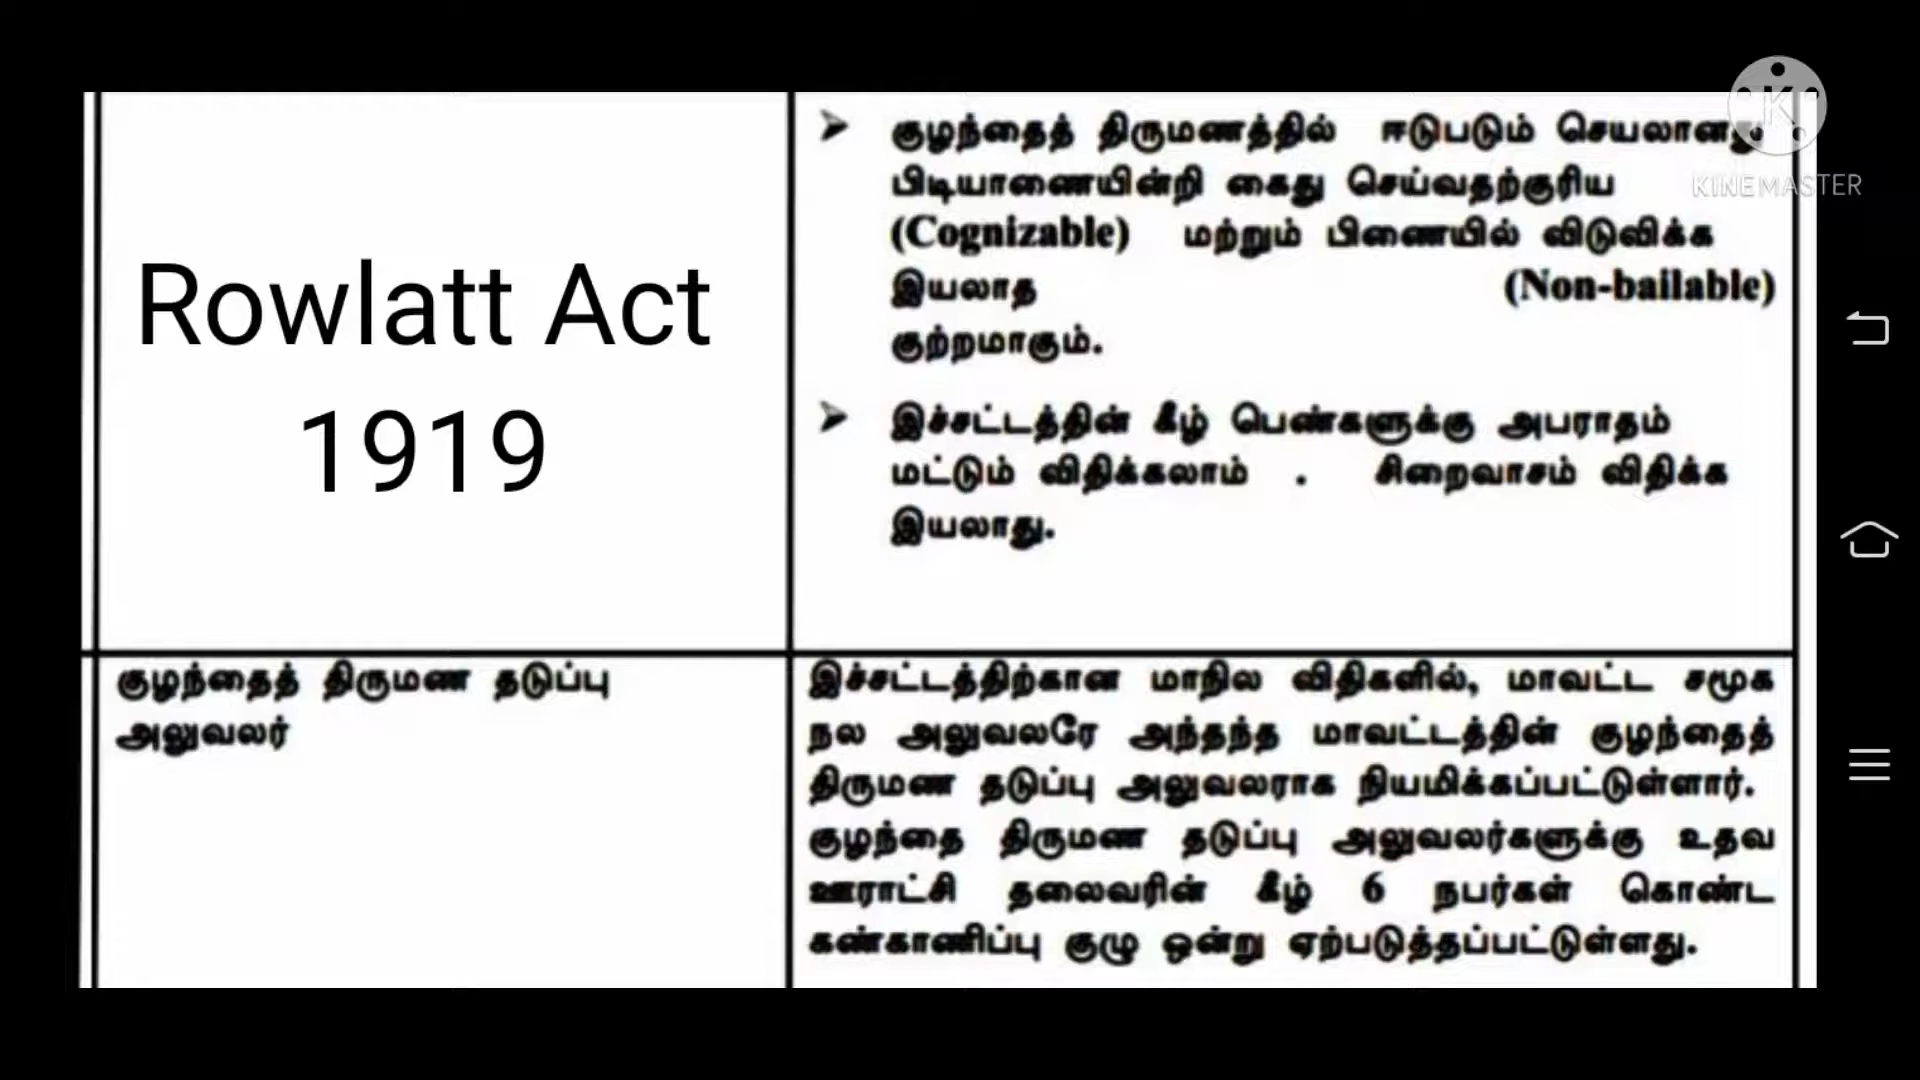 Rowlatt Act
1919
➤ குழந்தைத் திருமணத்தில் ஈடுபடும் செயலானது
பிடியாணையின்றி கைது செய்வதற்குரிய
(Cognizable) மற்றும் பிணையில் விடுவிக்க
இயலாத (Non-bailable)
குற்றமாகும்.
➤ இச்சட்டத்தின் கீழ் பெண்களுக்கு அபராதம்
மட்டும் விதிக்கலாம் . சிறைவாசம் விதிக்க
இயலாது.
குழந்தைத் திருமண தடுப்பு
அலுவலர்
இச்சட்டத்திற்கான மாநில விதிகளில், மாவட்ட சமூக
நல அலுவலரே அந்தந்த மாவட்டத்தின் குழந்தைத்
திருமண தடுப்பு அலுவலராக நியமிக்கப்பட்டுள்ளார்.
குழந்தை திருமண தடுப்பு அலுவலர்களுக்கு உதவ
ஊராட்சி தலைவரின் கீழ் 6 நபர்கள் கொண்ட
கண்காணிப்பு குழு ஒன்று ஏற்படுத்தப்பட்டுள்ளது.
K
KINEMASTER